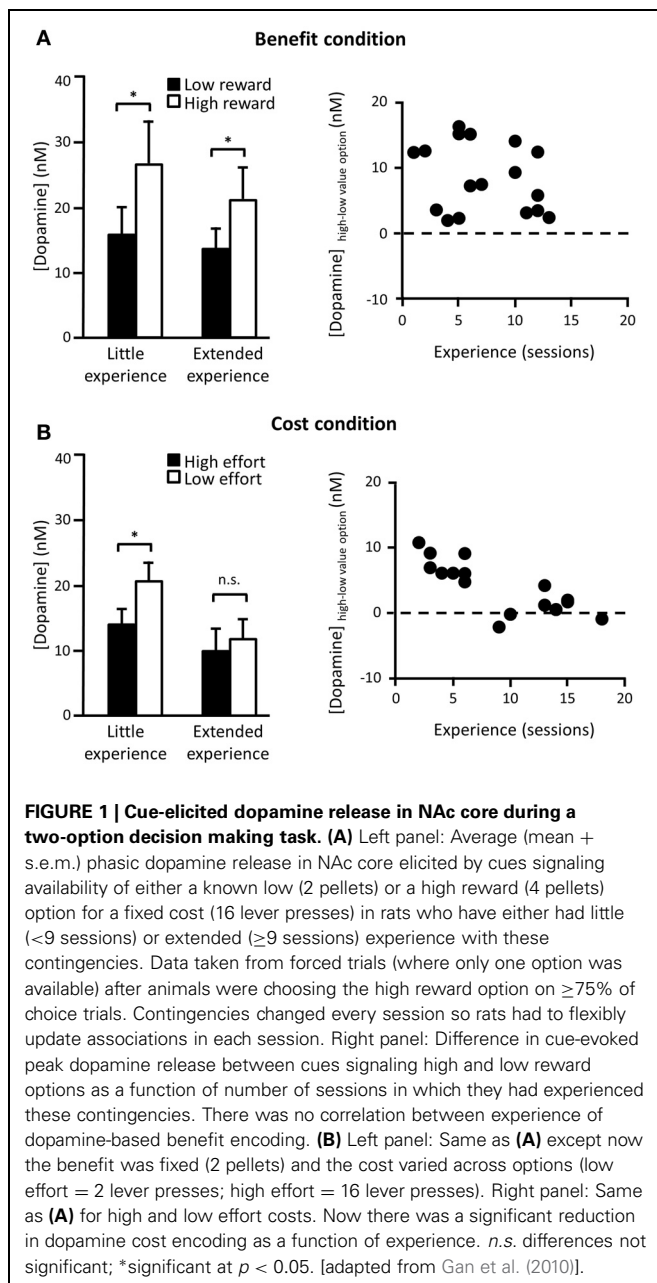 A
Benefit condition
40
30
20
10
0
[Dopamine] (nM)
Low reward
High reward
*
*
Little
experience
Extended
experience
[Dopamine] high-low value option (nM)
20
10
0
-10
0 5 10 15 20
Experience (sessions)
B
Cost condition
40
30
20
10
0
[Dopamine] (nM)
High effort
Low effort
*
n.s.
Little
experience
Extended
experience
[Dopamine] high-low value option (nM)
20
10
0
-10
0 5 10 15 20
Experience (sessions)
FIGURE 1 | Cue-elicited dopamine release in NAc core during a
two-option decision making task. (A) Left panel: Average (mean +
s.e.m.) phasic dopamine release in NAc core elicited by cues signaling
availability of either a known low (2 pellets) or a high reward (4 pellets)
option for a fixed cost (16 lever presses) in rats who have either had little
(<9 sessions) or extended (≥9 sessions) experience with these
contingencies. Data taken from forced trials (where only one option was
available) after animals were choosing the high reward option on ≥75% of
choice trials. Contingencies changed every session so rats had to flexibly
update associations in each session. Right panel: Difference in cue-evoked
peak dopamine release between cues signaling high and low reward
options as a function of number of sessions in which they had experienced
these contingencies. There was no correlation between experience of
dopamine-based benefit encoding. (B) Left panel: Same as (A) except now
the benefit was fixed (2 pellets) and the cost varied across options (low
effort = 2 lever presses; high effort = 16 lever presses). Right panel: Same
as (A) for high and low effort costs. Now there was a significant reduction
in dopamine cost encoding as a function of experience. n.s. differences not
significant; *significant at p < 0.05. [adapted from Gan et al. (2010)].